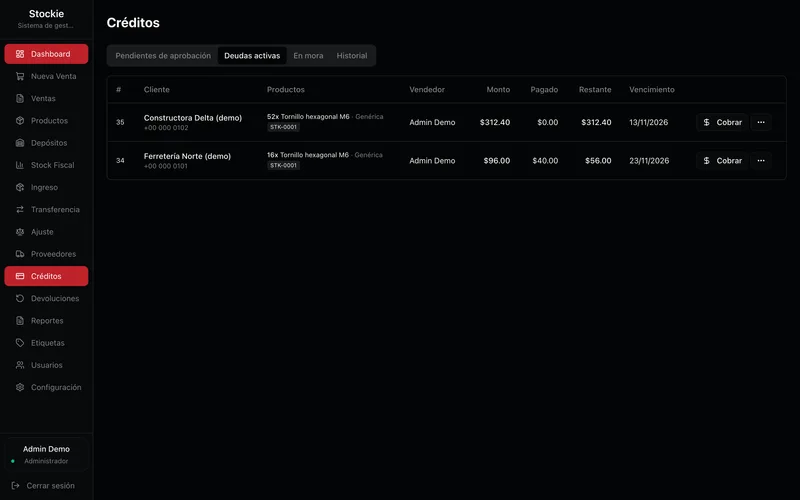 Stockie
Sistema de gest...
Dashboard
Nueva Venta
Ventas
Productos
Depósitos
Stock Fiscal
Ingreso
Transferencia
Ajuste
Proveedores
Créditos
Devoluciones
Reportes
Etiquetas
Usuarios
Configuración
Admin Demo
Administrador
Cerrar sesión
Créditos
Pendientes de aprobación Deudas activas En mora Historial
# Cliente Productos Vendedor Monto Pagado Restante Vencimiento
35 Constructora Delta (demo) 52x Tornillo hexagonal M6 · Genérica Admin Demo $312.40 $0.00 $312.40 13/11/2026 $ Cobrar ...
+00 000 0102 STK-0001
34 Ferretería Norte (demo) 16x Tornillo hexagonal M6 · Genérica Admin Demo $96.00 $40.00 $56.00 23/11/2026 $ Cobrar ...
+00 000 0101 STK-0001